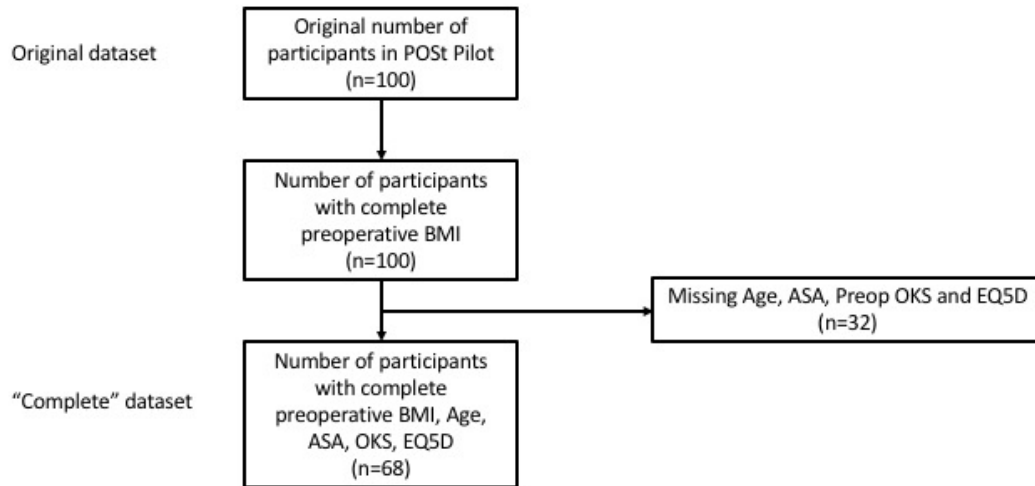 Original dataset
Original number of
participants in POSt Pilot
(n=100)
Number of participants
with complete
preoperative BMI
(n=100)
Missing Age, ASA, Preop OKS and EQ5D
(n=32)
“Complete” dataset
Number of participants
with complete
preoperative BMI, Age,
ASA, OKS, EQ5D
(n=68)